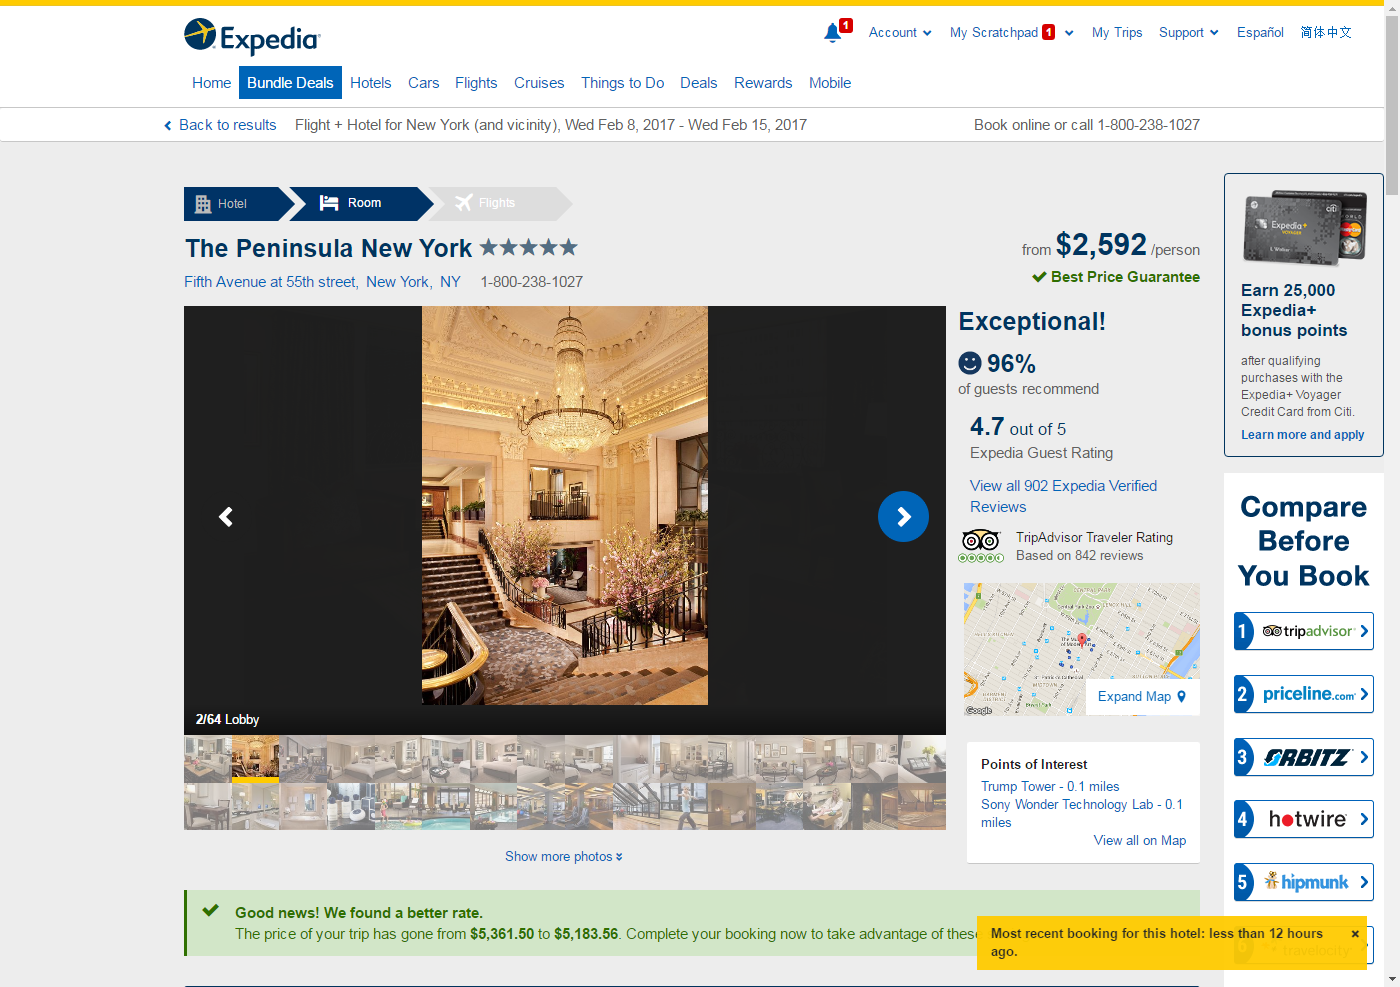 Expedia
1
Account
My Scratchpad 1
My Trips
Support
Español
简体中文
Home
Bundle Deals
Hotels
Cars
Flights
Cruises
Things to Do
Deals
Rewards
Mobile
Back to results
Flight + Hotel for New York (and vicinity), Wed Feb 8, 2017 - Wed Feb 15, 2017
Book online or call 1-800-238-1027
Hotel
Room
Flights
The Peninsula New York
from $2,592 /person
Fifth Avenue at 55th street, New York, NY 1-800-238-1027
Best Price Guarantee
2/64 Lobby
Show more photos
Exceptional!
96%
of guests recommend
4.7 out of 5
Expedia Guest Rating
View all 902 Expedia Verified
Reviews
TripAdvisor Traveler Rating
Based on 842 reviews
Expand Map
Google
Points of Interest
Trump Tower - 0.1 miles
Sony Wonder Technology Lab - 0.1
miles
View all on Map
citi
Expedia+
VOYAGER
Earn 25,000
Expedia+
bonus points
after qualifying
purchases with the
Expedia+ Voyager
Credit Card from Citi.
Learn more and apply
Compare
Before
You Book
1 tripadvisor
2 priceline.com
3 ORBITZ
4 hotwire
5 hipmunk
6 travelocity
Good news! We found a better rate.
The price of your trip has gone from $5,361.50 to $5,183.56. Complete your booking now to take advantage of these
Most recent booking for this hotel: less than 12 hours
ago.